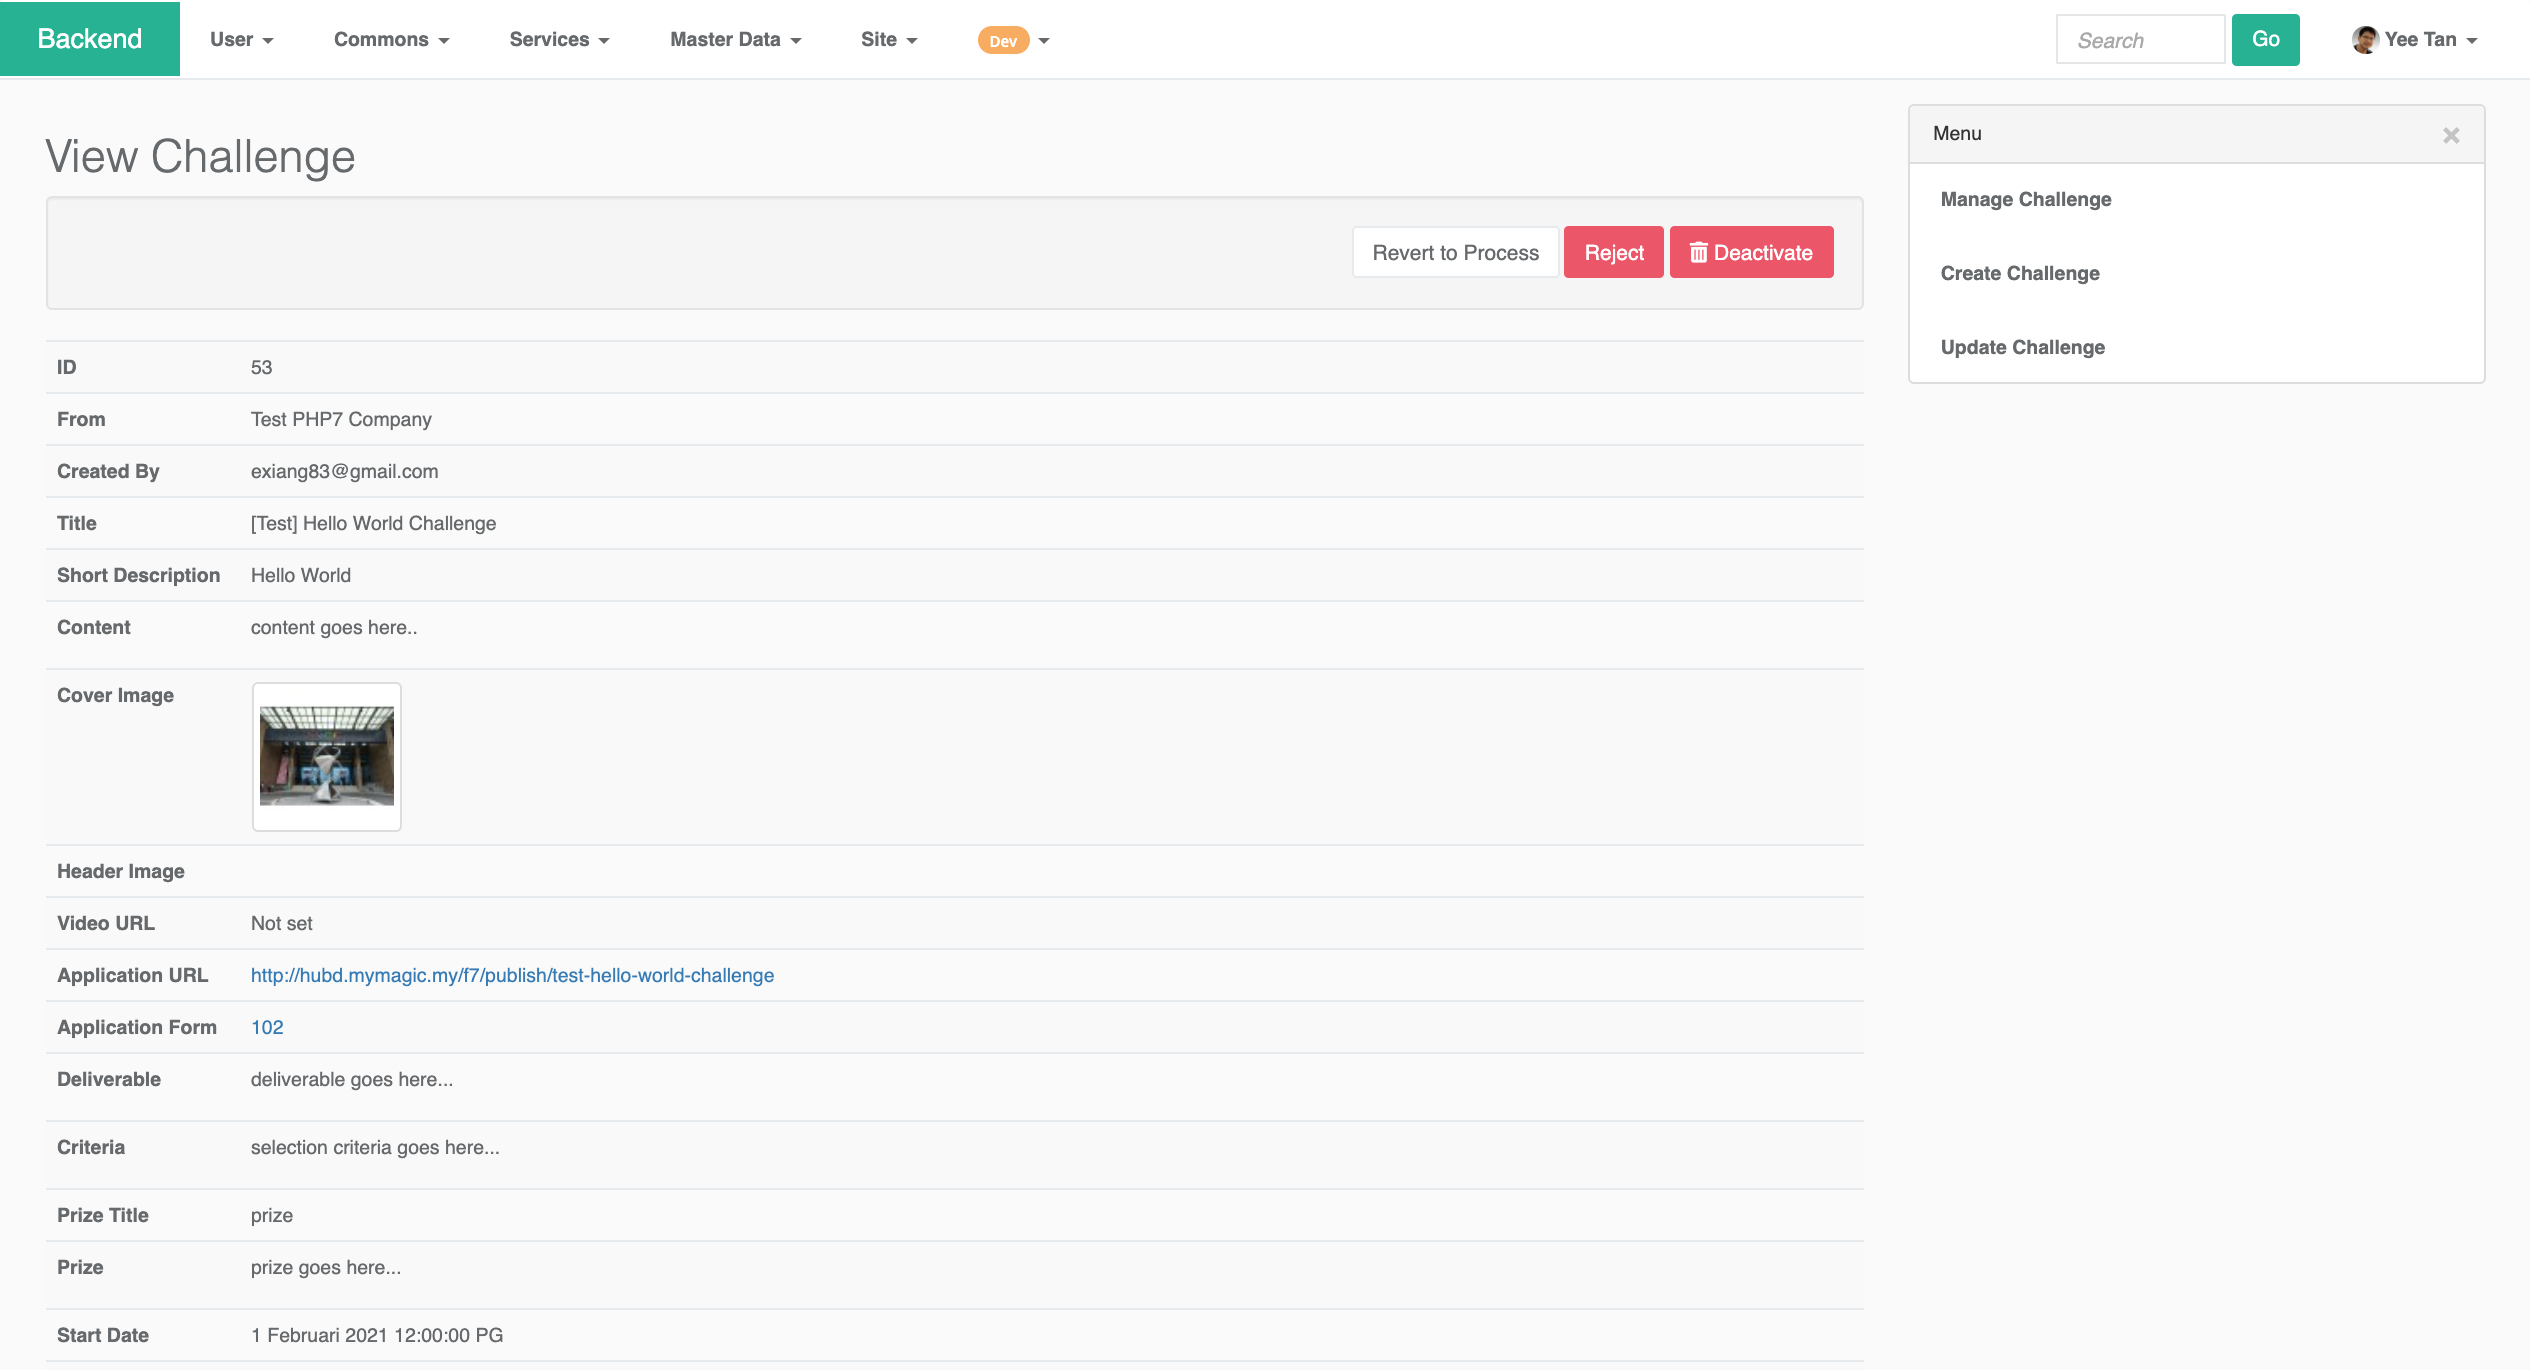 Backend User Commons Services Master Data Site Dev Search Go Yee Tan
View Challenge
Revert to Process Reject Deactivate
ID 53
From Test PHP7 Company
Created By exiang83@gmail.com
Title [Test] Hello World Challenge
Short Description Hello World
Content content goes here..
Cover Image
Header Image
Video URL Not set
Application URL http://hubd.mymagic.my/f7/publish/test-hello-world-challenge
Application Form 102
Deliverable deliverable goes here...
Criteria selection criteria goes here...
Prize Title prize
Prize prize goes here...
Start Date 1 Februari 2021 12:00:00 PG
Menu ×
Manage Challenge
Create Challenge
Update Challenge